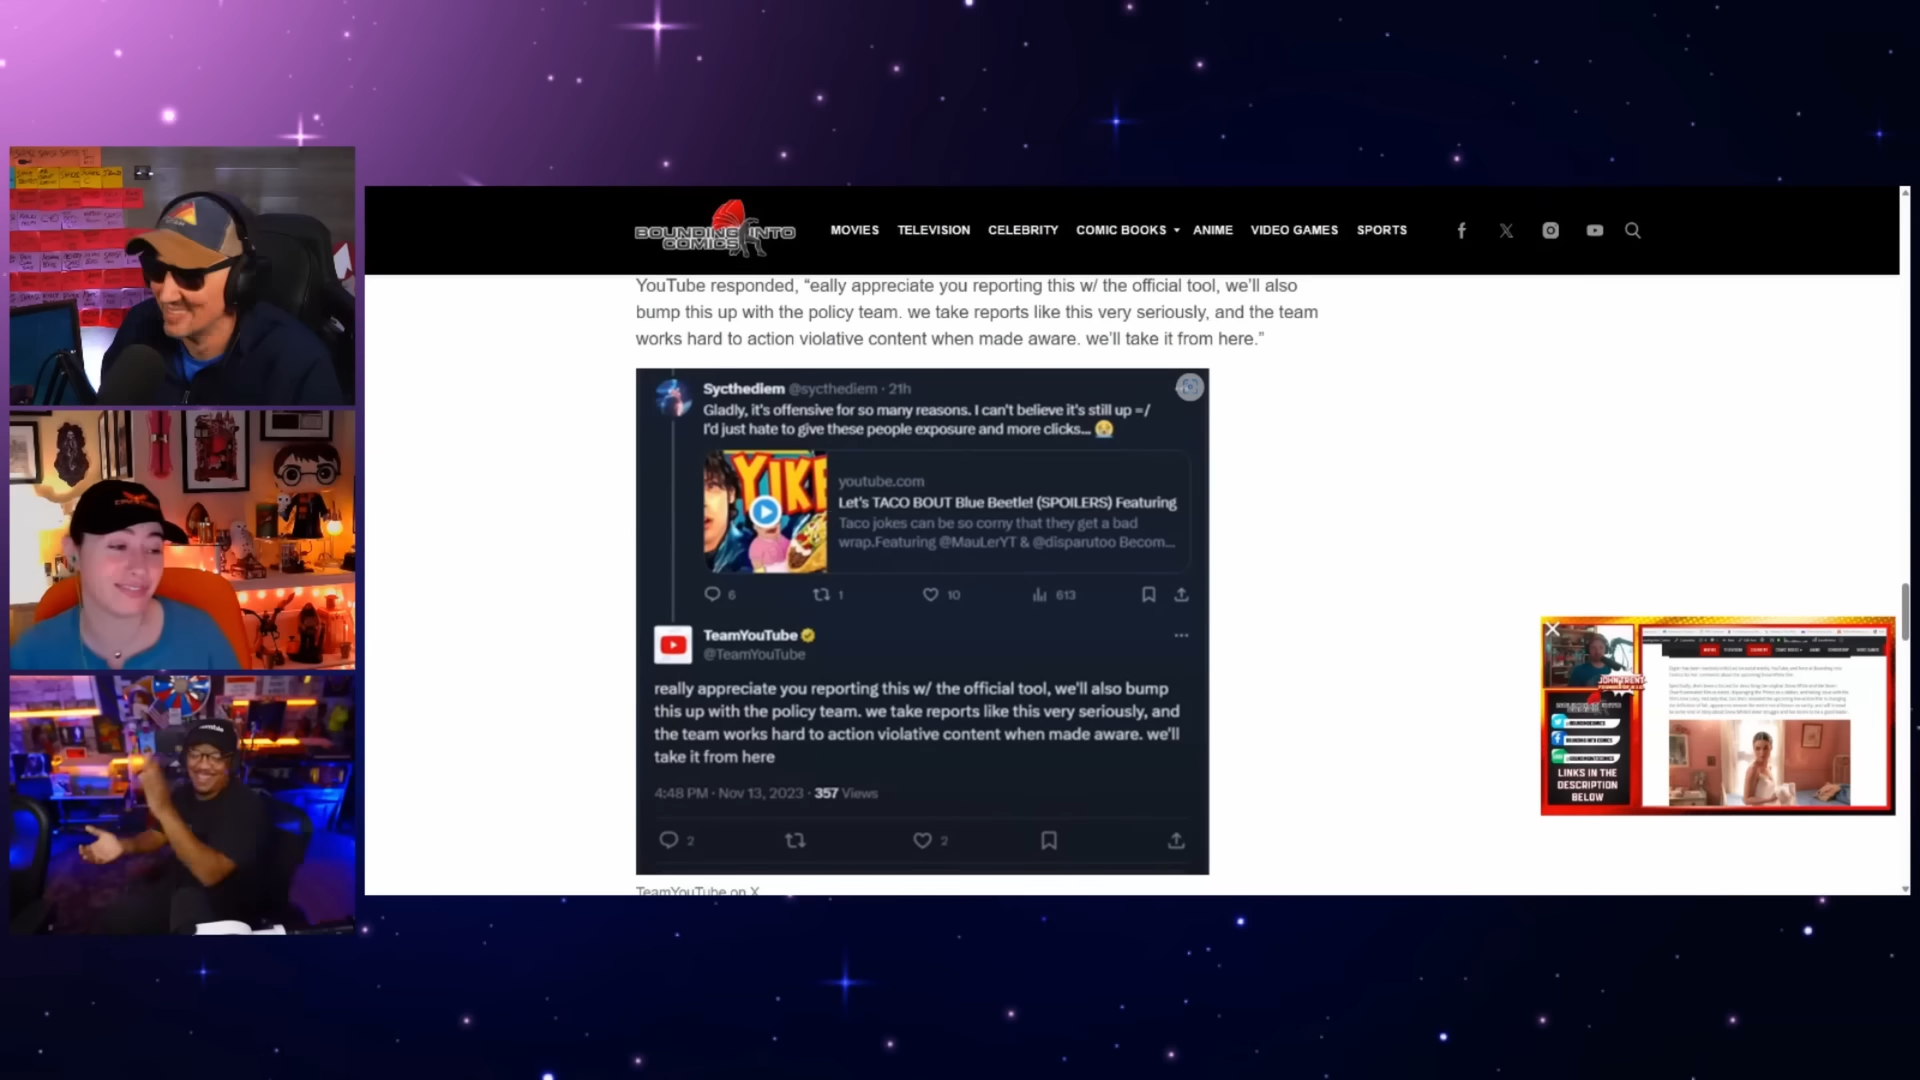 BOUNDING INTO
COMICS
MOVIES TELEVISION CELEBRITY COMIC BOOKS ANIME VIDEO GAMES SPORTS
YouTube responded, “eally appreciate you reporting this w/ the official tool, we’ll also
bump this up with the policy team. we take reports like this very seriously, and the team
works hard to action violative content when made aware. we’ll take it from here.”
Sycthediem @sycthediem · 21h
Gladly, it's offensive for so many reasons. I can't believe it's still up =/
I'd just hate to give these people exposure and more clicks... 😭
YIKE
youtube.com
Let's TACO BOUT Blue Beetle! (SPOILERS) Featuring
Taco jokes can be so corny that they get a bad
wrap.Featuring @MauLerYT & @disparutoo Becom...
6 1 10 613
TeamYouTube
@TeamYouTube
really appreciate you reporting this w/ the official tool, we'll also bump
this up with the policy team. we take reports like this very seriously, and
the team works hard to action violative content when made aware. we'll
take it from here
4:48 PM · Nov 13, 2023 · 357 Views
2 2
TeamYouTube on X
JOHN TRENT
LINKS IN THE
DESCRIPTION
BELOW